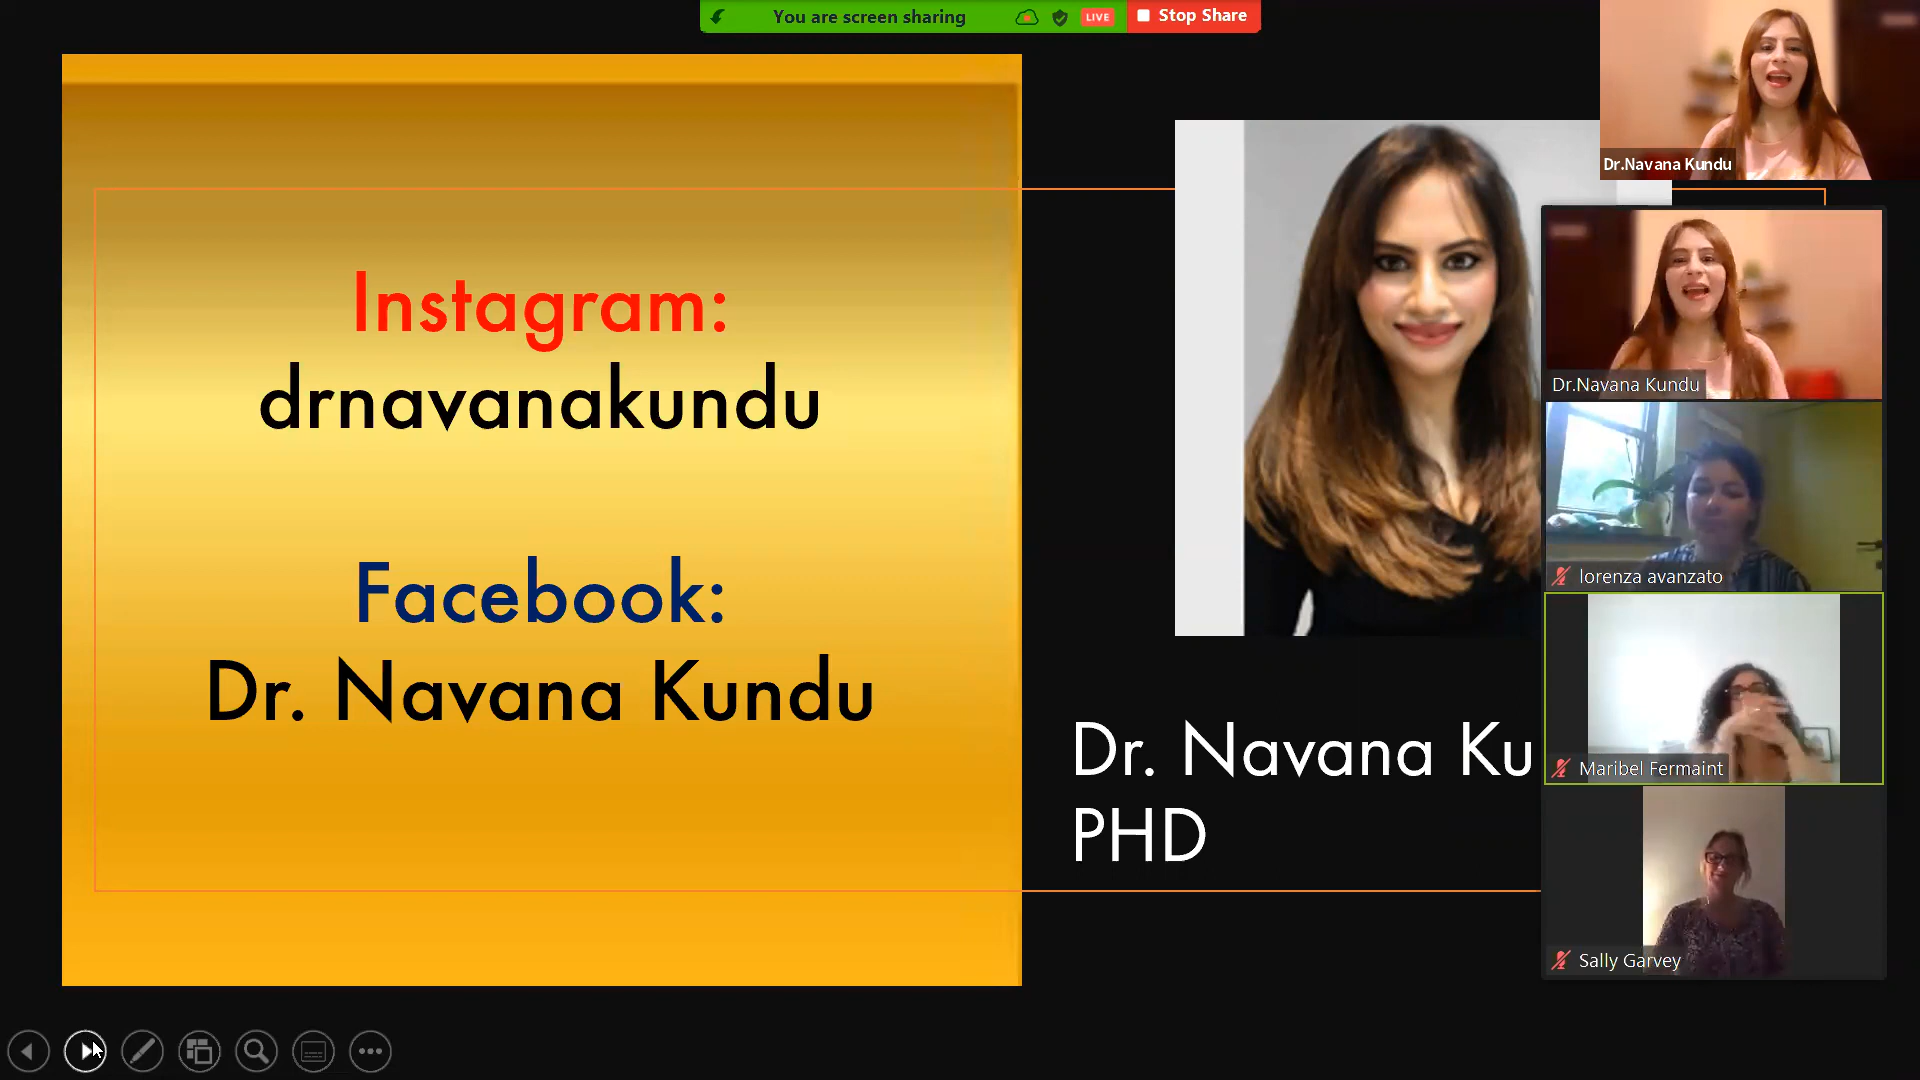 You are screen sharing
LIVE
Stop Share
Dr.Navana Kundu
Instagram:
drnavanakundu
Facebook:
Dr. Navana Kundu
Dr. Navana Ku
PHD
Dr.Navana Kundu
lorenza avanzato
Maribel Fermaint
Sally Garvey